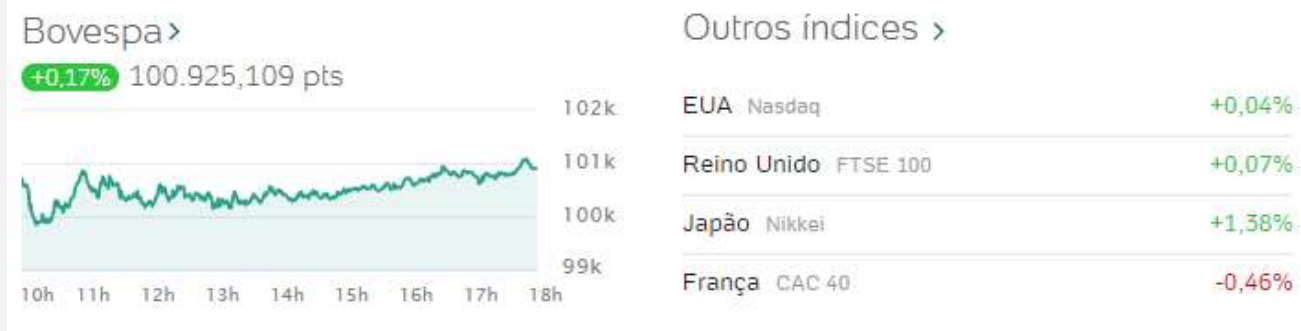 Bovespa>
+0,17% 100.925,109 pts
102k
101k
100k
99k
10h 11h 12h 13h 14h 15h 16h 17h 18h
Outros índices >
EUA Nasdaq +0,04%
Reino Unido FTSE 100 +0,07%
Japão Nikkei +1,38%
França CAC 40 -0,46%